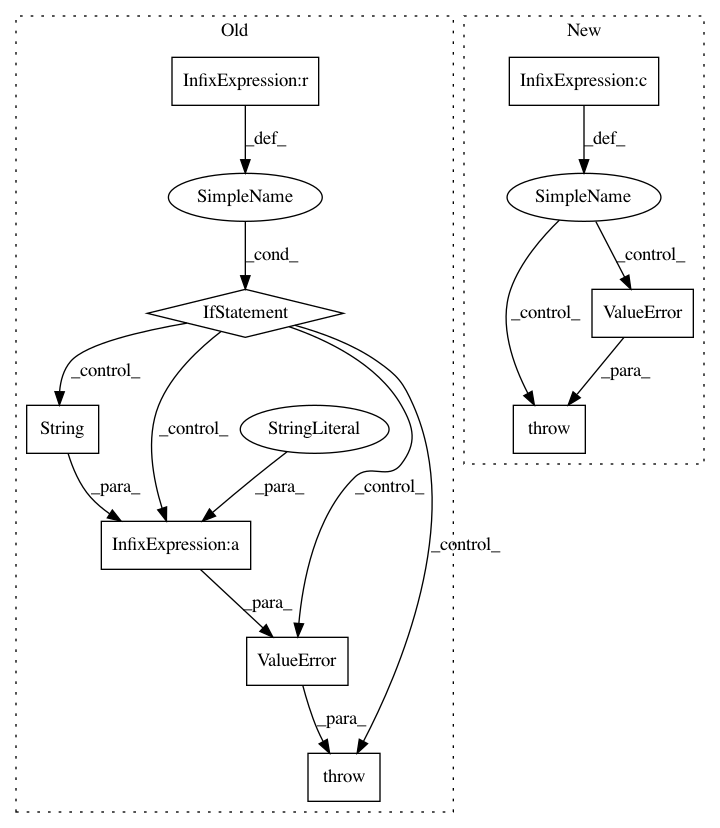 Old
New
InfixExpression:r
InfixExpression:c
_def_
_def_
SimpleName
SimpleName
_cond_
_control_
IfStatement
ValueError
_control_
_control_
_para_
_control_
String
StringLiteral
throw
_para_
_para_
_control_
InfixExpression:a
_control_
_para_
ValueError
_para_
throw